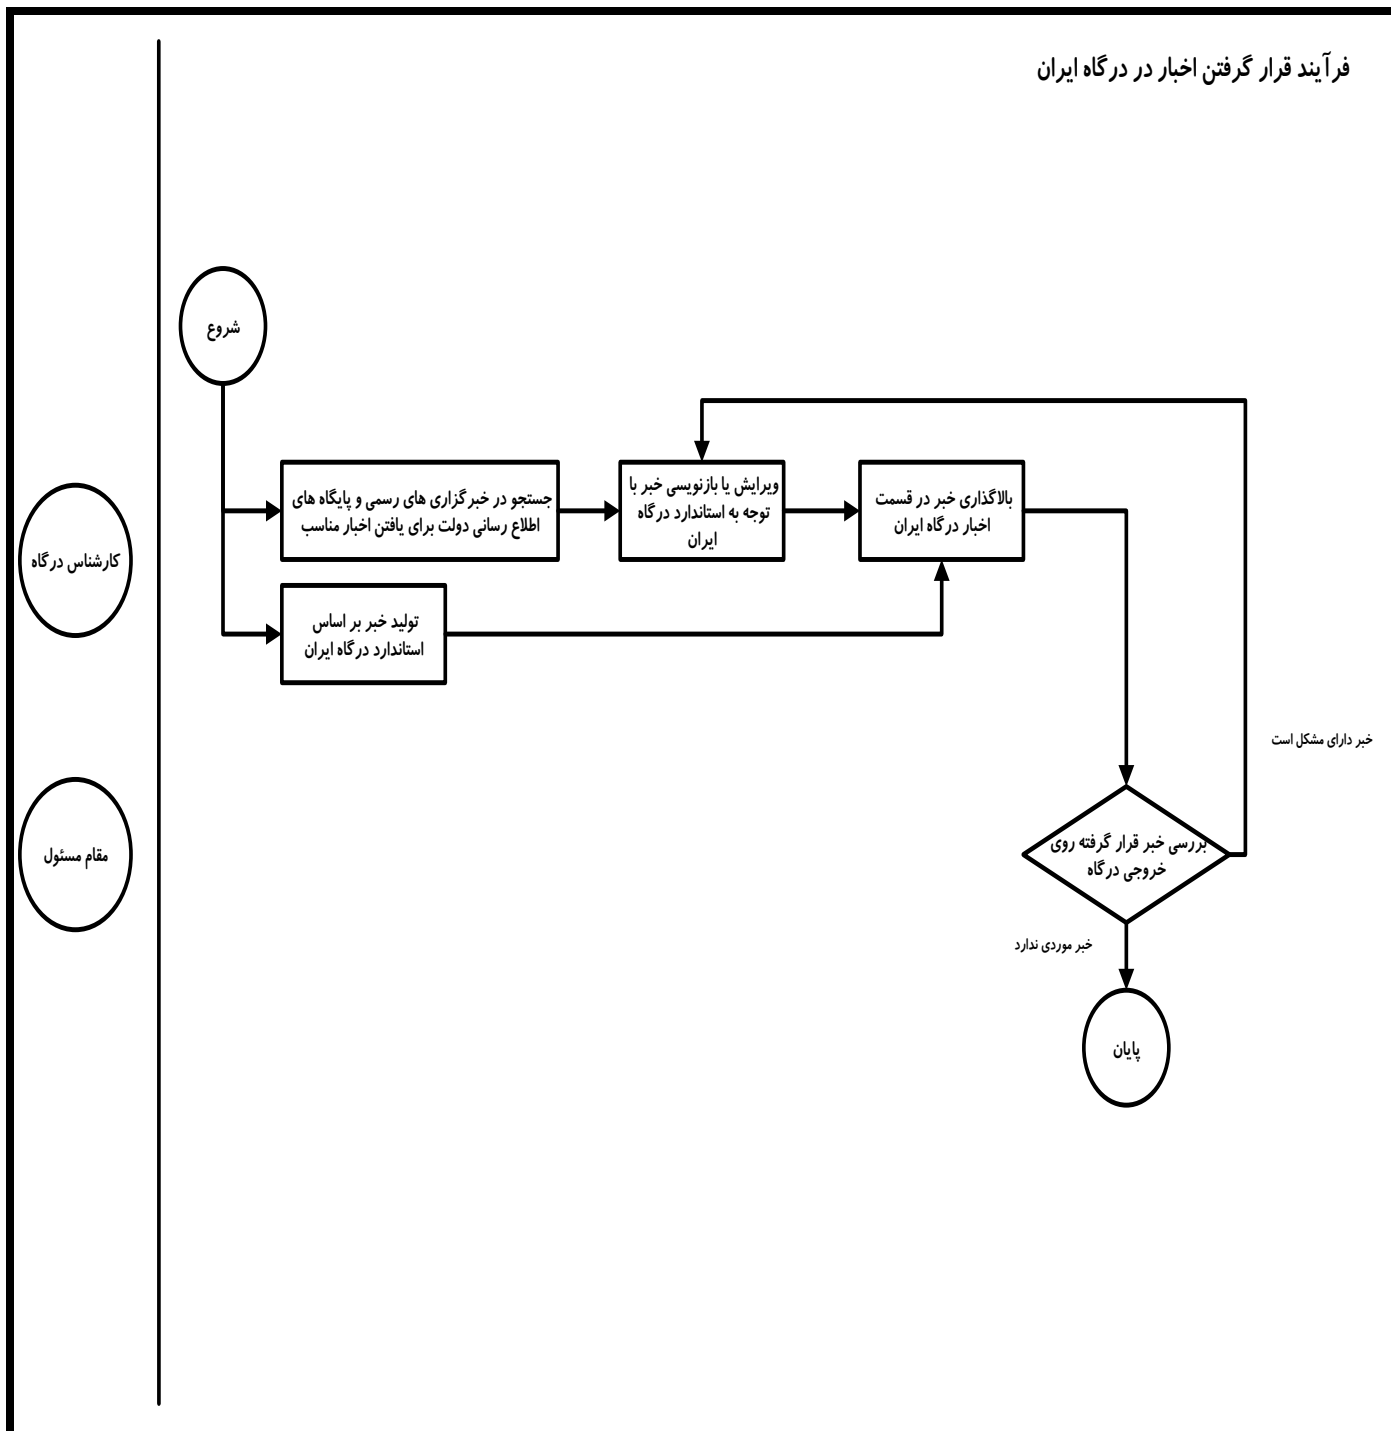 فرآیند قرار گرفتن اخبار در درگاه ایران
شروع
جستجو در خبرگزاری های رسمی و پایگاه های
اطلاع رسانی دولت برای یافتن اخبار مناسب
ویرایش یا بازنویسی خبر با
توجه به استاندارد درگاه
ایران
بالاگذاری خبر در قسمت
اخبار درگاه ایران
کارشناس درگاه
تولید خبر بر اساس
استاندارد درگاه ایران
خبر دارای مشکل است
مقام مسئول
بررسی خبر قرار گرفته روی
خروجی درگاه
خبر موردی ندارد
پایان